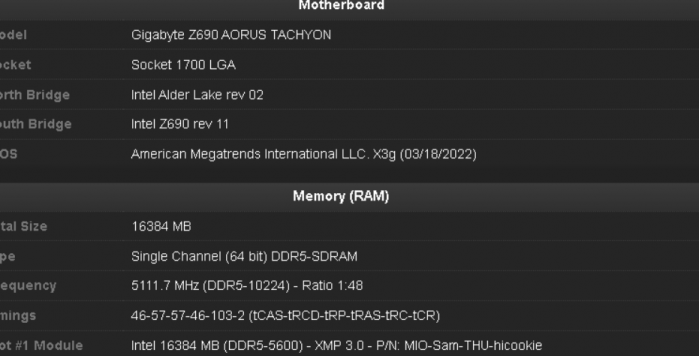 Motherboard
odel Gigabyte Z690 AORUS TACHYON
ocket Socket 1700 LGA
orth Bridge Intel Alder Lake rev 02
outh Bridge Intel Z690 rev 11
OS American Megatrends International LLC. X3g (03/18/2022)
Memory (RAM)
tal Size 16384 MB
pe Single Channel (64 bit) DDR5-SDRAM
equency 5111.7 MHz (DDR5-10224) - Ratio 1:48
mings 46-57-57-46-103-2 (tCAS-tRCD-tRP-tRAS-tRC-tCR)
ot #1 Module Intel 16384 MB (DDR5-5600) - XMP 3.0 - P/N: MIO-Sam-THU-hicookie